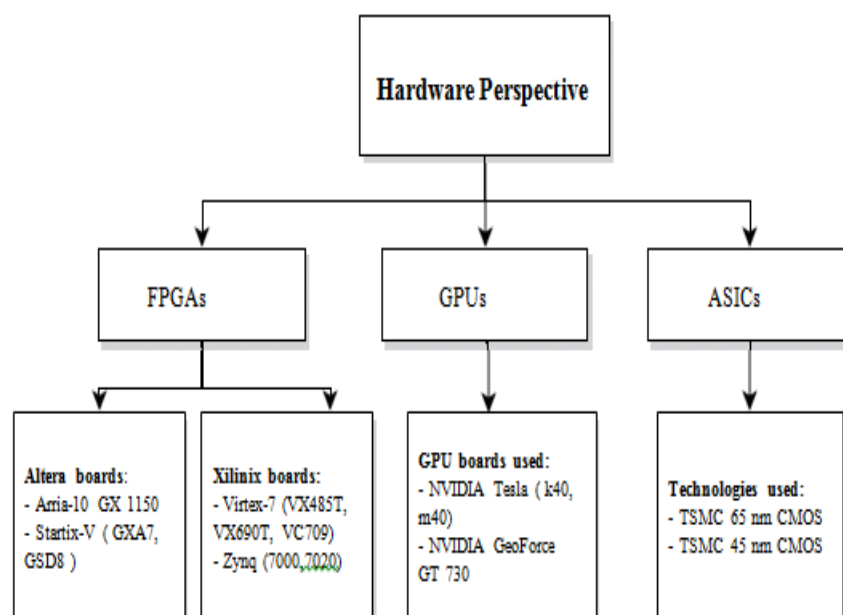 Hardware Perspective
FPGAs
GPUs
ASICs
Altera boards:
- Arria-10 GX 1150
- Startix-V ( GXA7,
GSD8 )
Xilinix boards:
- Virtex-7 (VX485T,
VX690T, VC709)
- Zynq (7000,7020)
GPU boards used:
- NVIDIA Tesla ( k40,
m40)
- NVIDIA GeoForce
GT 730
Technologies used:
- TSMC 65 nm CMOS
- TSMC 45 nm CMOS